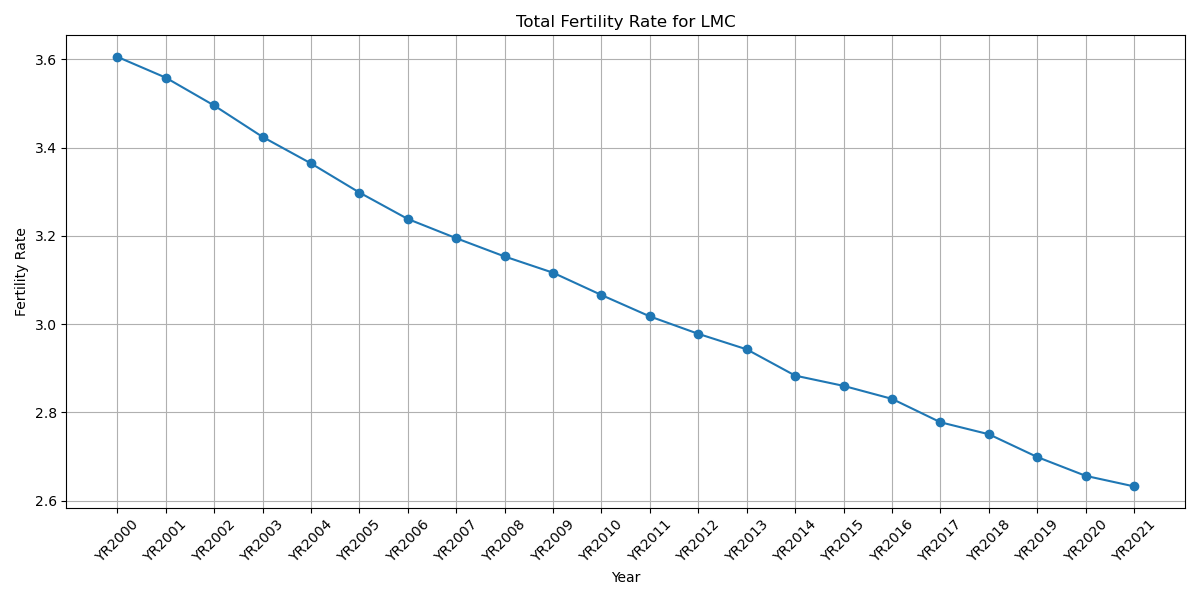 Total Fertility Rate for LMC
Fertility Rate
3.6
3.4
3.2
3.0
2.8
2.6
YR2000
YR2001
YR2002
YR2003
YR2004
YR2005
YR2006
YR2007
YR2008
YR2009
YR2010
YR2011
YR2012
YR2013
YR2014
YR2015
YR2016
YR2017
YR2018
YR2019
YR2020
YR2021
Year